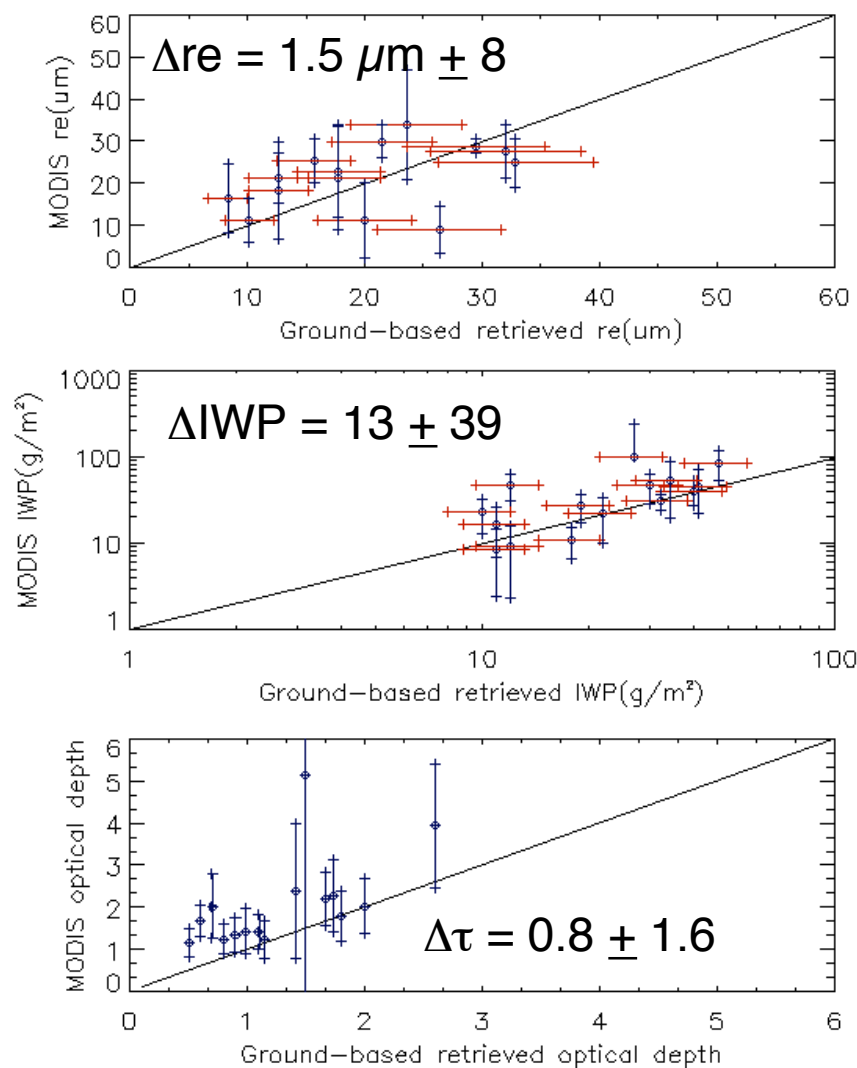 60
50
40
30
20
10
0
MODIS re(um)
Δre = 1.5 µm ± 8
0 10 20 30 40 50 60
Ground-based retrieved re(um)
1000
100
10
1
MODIS IWP(g/m²)
ΔIWP = 13 ± 39
1 10 100
Ground-based retrieved IWP(g/m²)
6
5
4
3
2
1
0
MODIS optical depth
Δτ = 0.8 ± 1.6
0 1 2 3 4 5 6
Ground-based retrieved optical depth